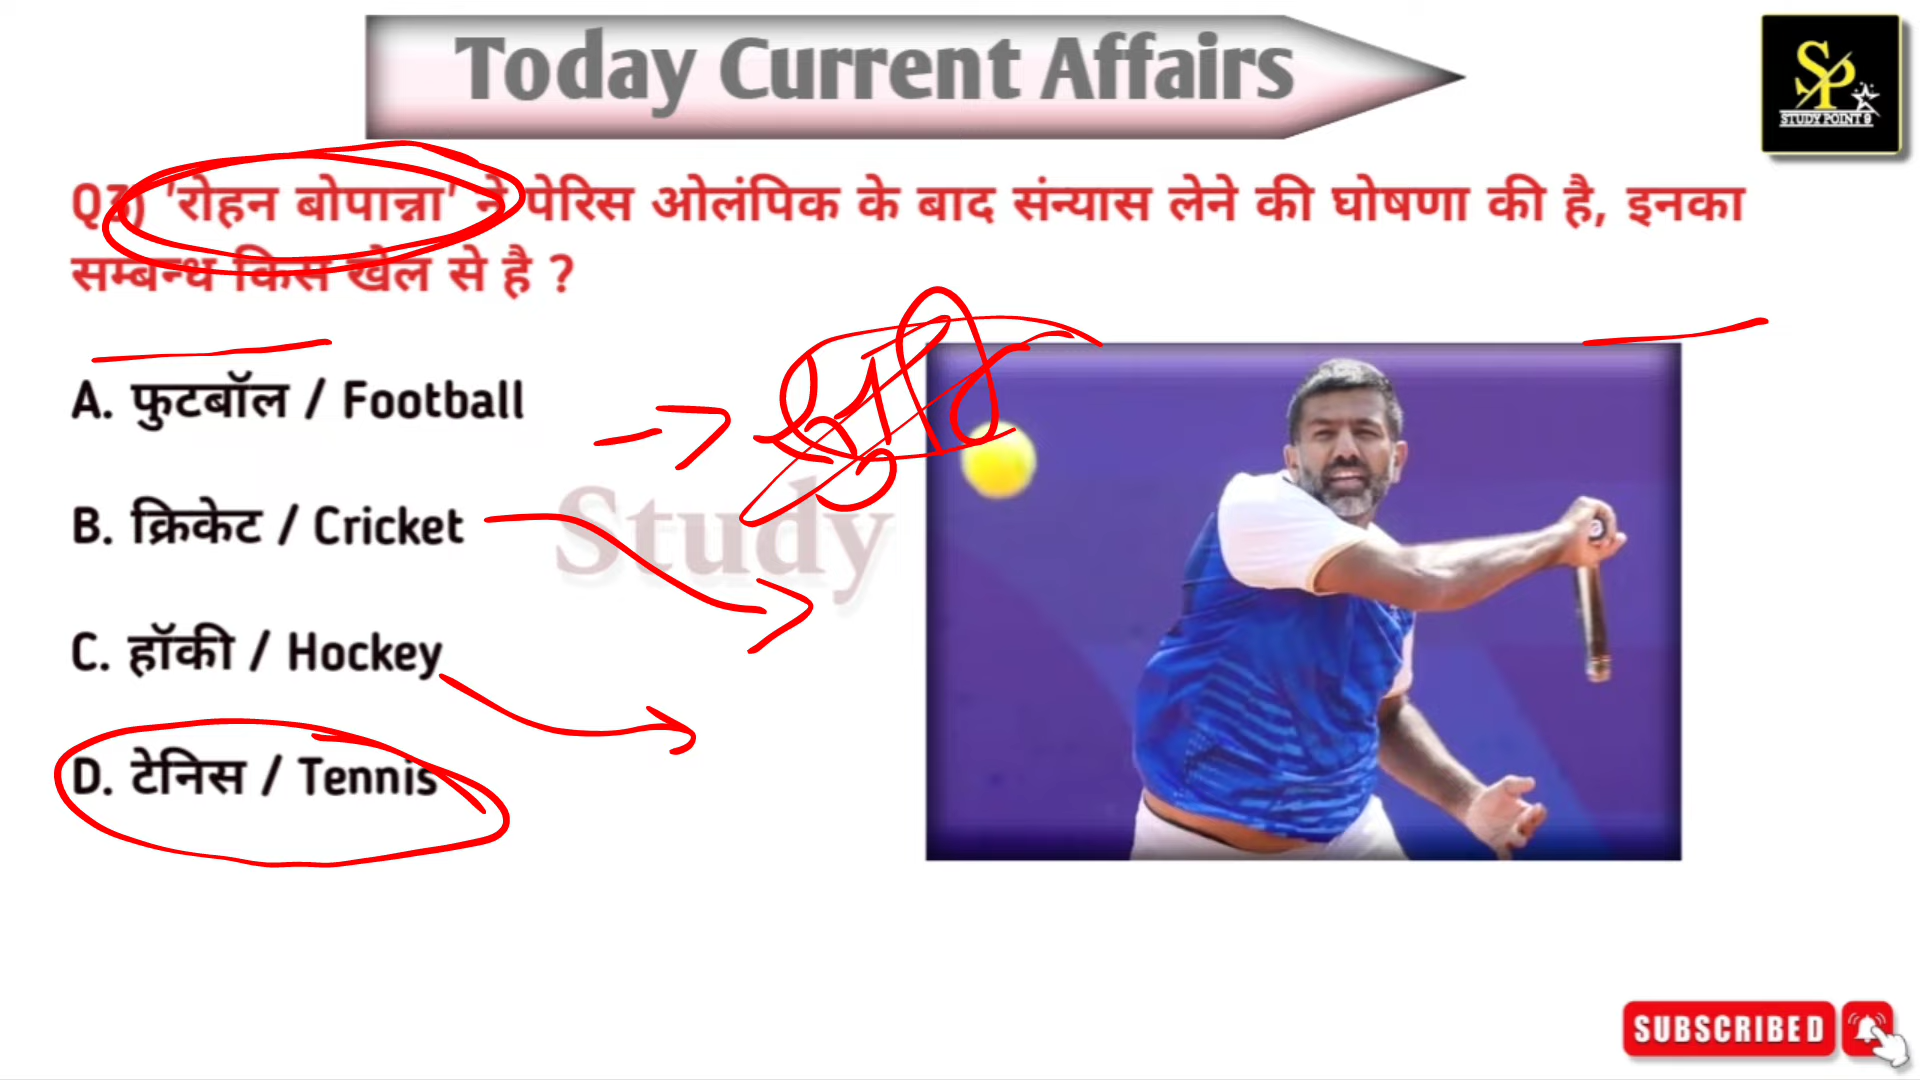 Today Current Affairs
SP
STUDY POINT 9
Q3) 'रोहन बोपान्ना' ने पेरिस ओलंपिक के बाद संन्यास लेने की घोषणा की है, इनका
सम्बन्ध किस खेल से है ?
A. फुटबॉल / Football
B. क्रिकेट / Cricket
Study
C. हॉकी / Hockey
D. टेनिस / Tennis
SUBSCRIBED